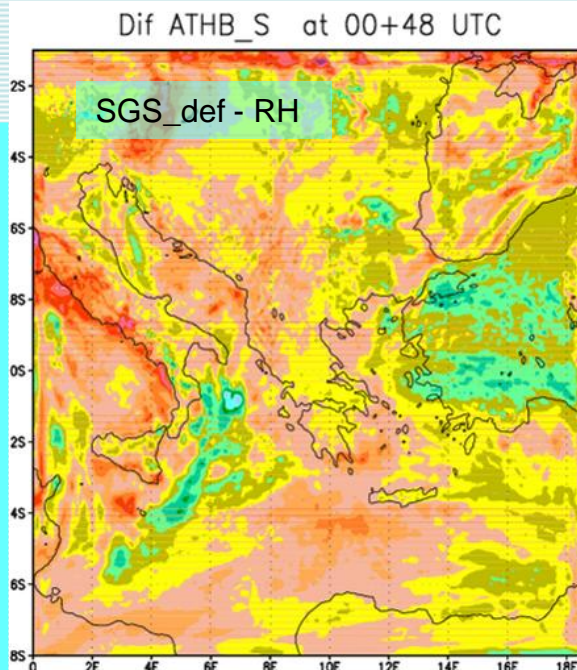 Dif ATHB_S at 00+48 UTC
SGS_def - RH
2S
4S
6S
8S
0S
2S
4S
6S
8S
0 2E 4E 6E 8E 10E 12E 14E 16E 18E